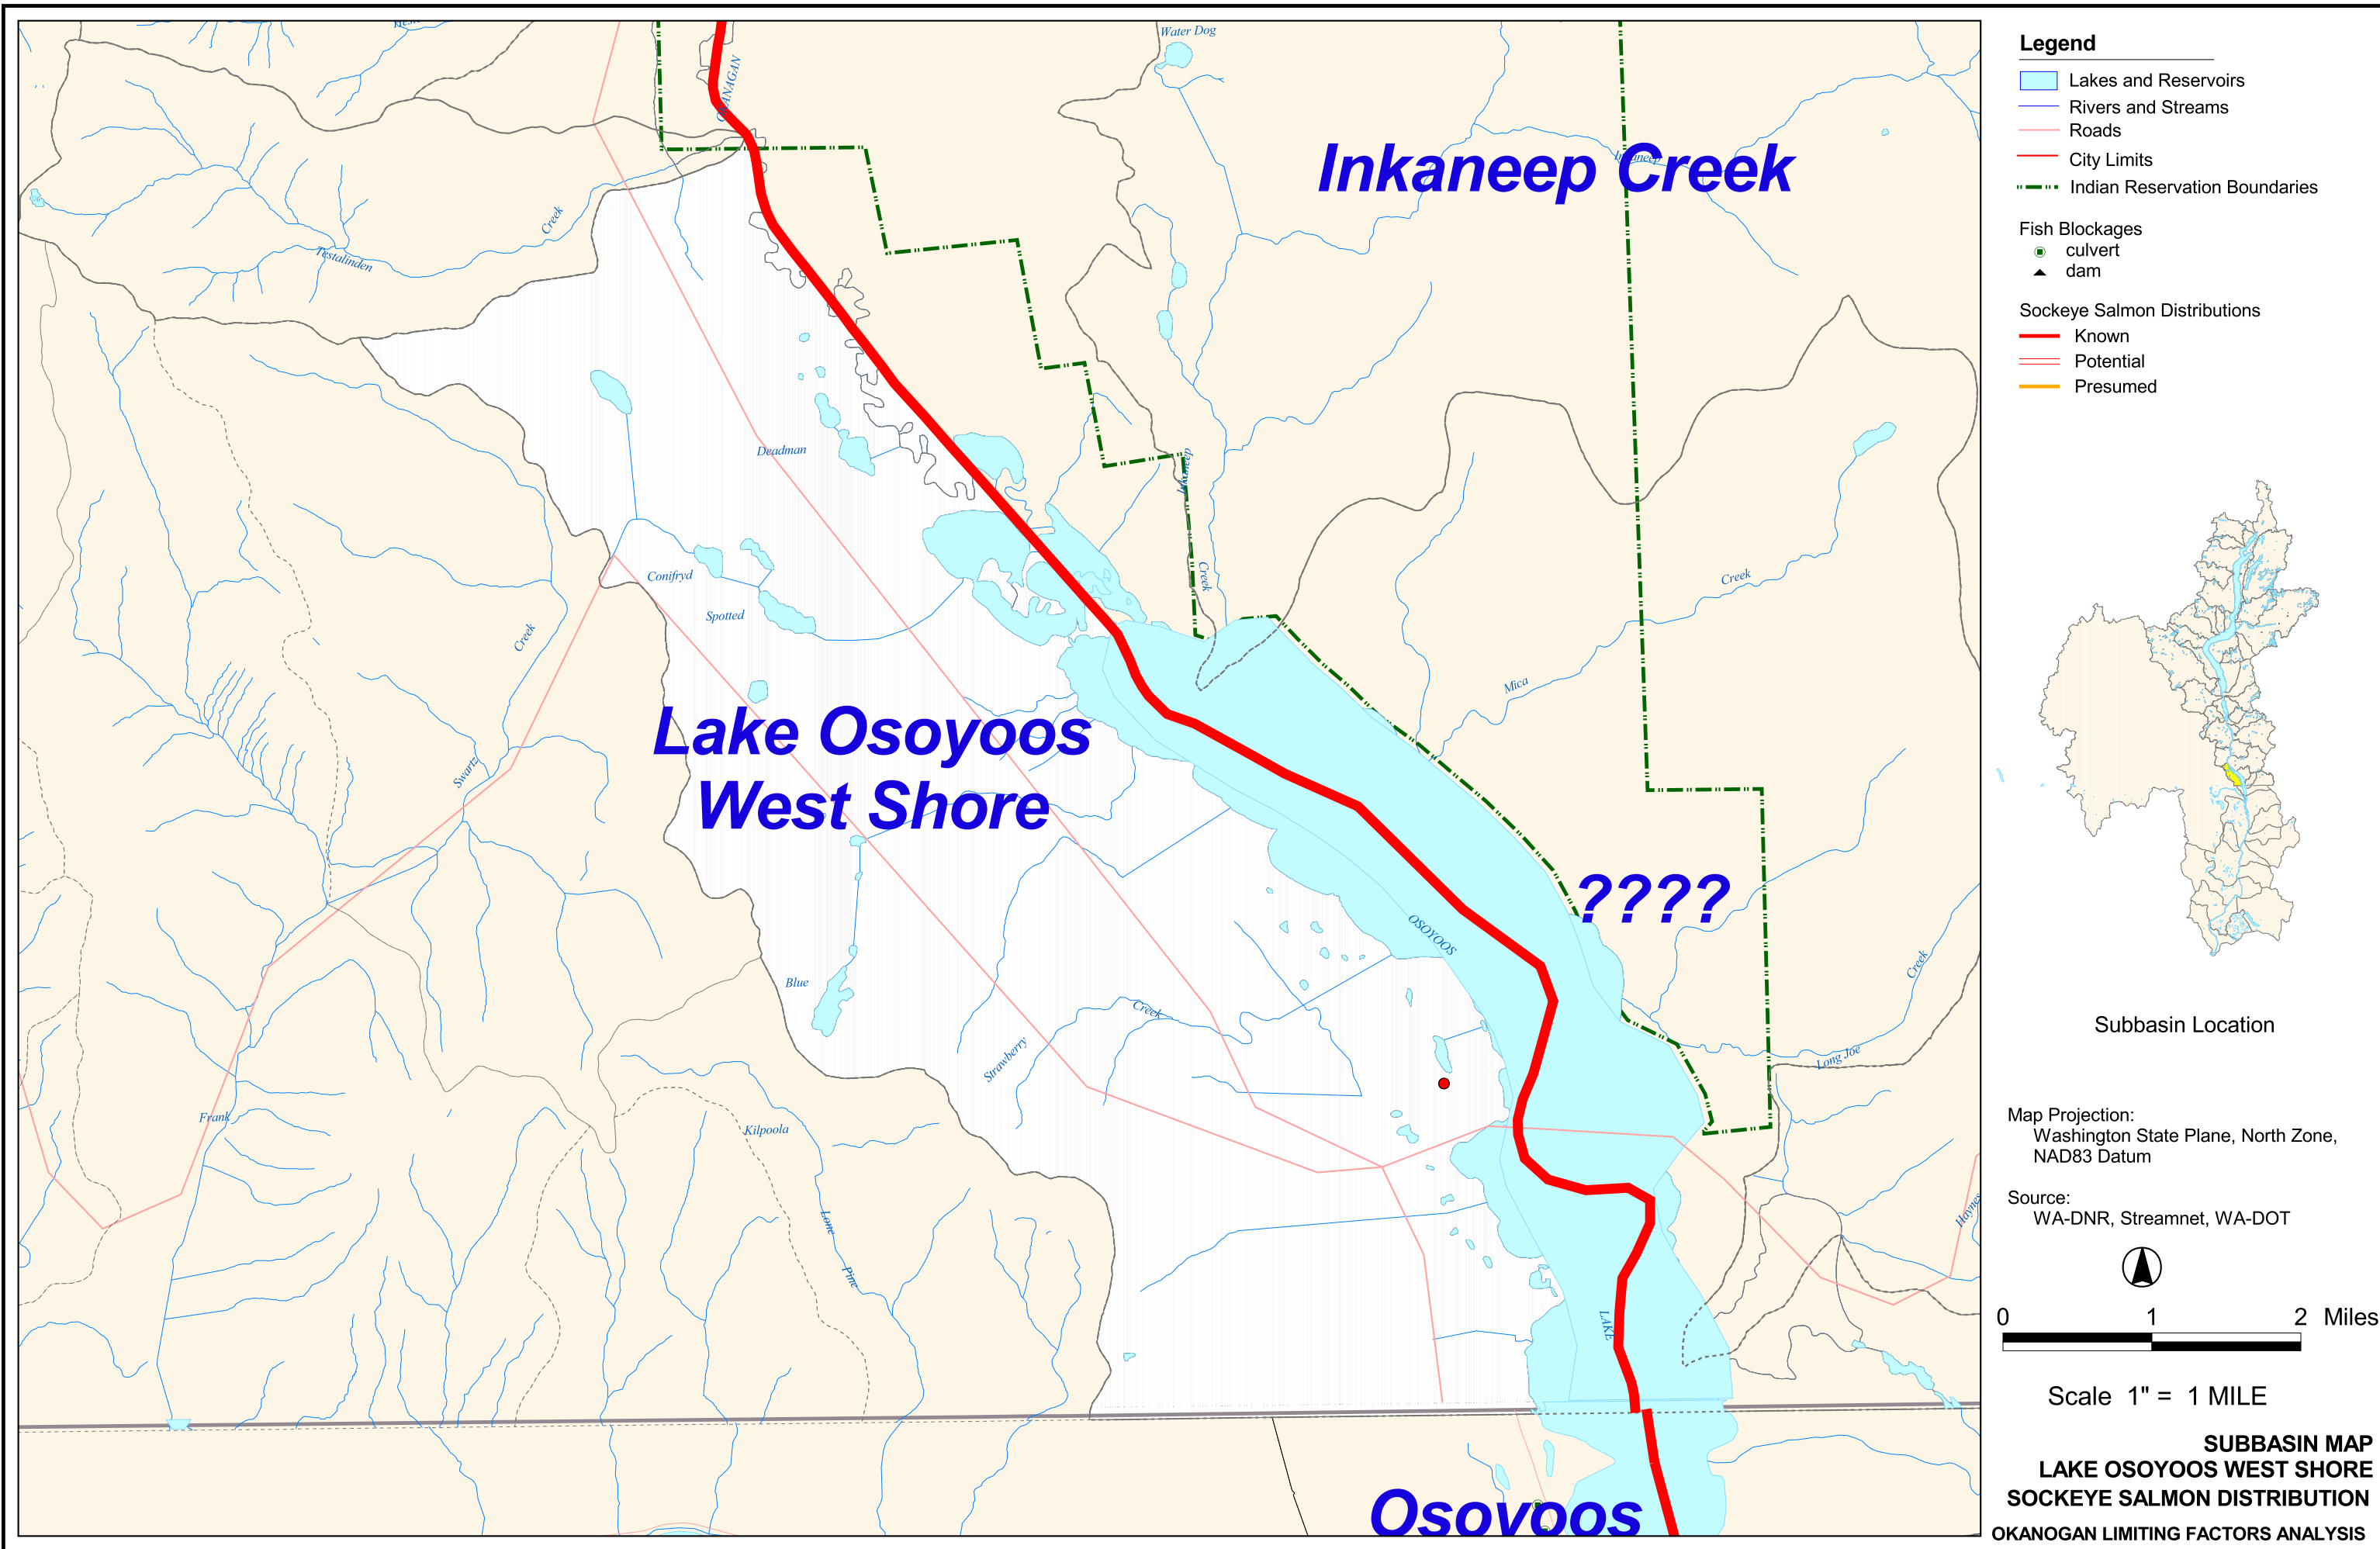 Water Dog
OKANAGAN
Inkaneep Creek
Inkaneep
Creek
Testalinden
Deadman
Inkaneep
Creek
Conifryd
Spotted
Creek
Swartz
Creek
Mica
Lake Osoyoos
West Shore
????
OSOYOOS
Blue
Creek
Strawberry
Creek
Long Joe
Frank
Kilpoola
Lone
Pine
Haynes
LAKE
Osoyoos
Legend
Lakes and Reservoirs
Rivers and Streams
Roads
City Limits
Indian Reservation Boundaries
Fish Blockages
culvert
dam
Sockeye Salmon Distributions
Known
Potential
Presumed
Subbasin Location
Map Projection:
Washington State Plane, North Zone,
NAD83 Datum
Source:
WA-DNR, Streamnet, WA-DOT
0 1 2 Miles
Scale 1" = 1 MILE
SUBBASIN MAP
LAKE OSOYOOS WEST SHORE
SOCKEYE SALMON DISTRIBUTION
OKANOGAN LIMITING FACTORS ANALYSIS